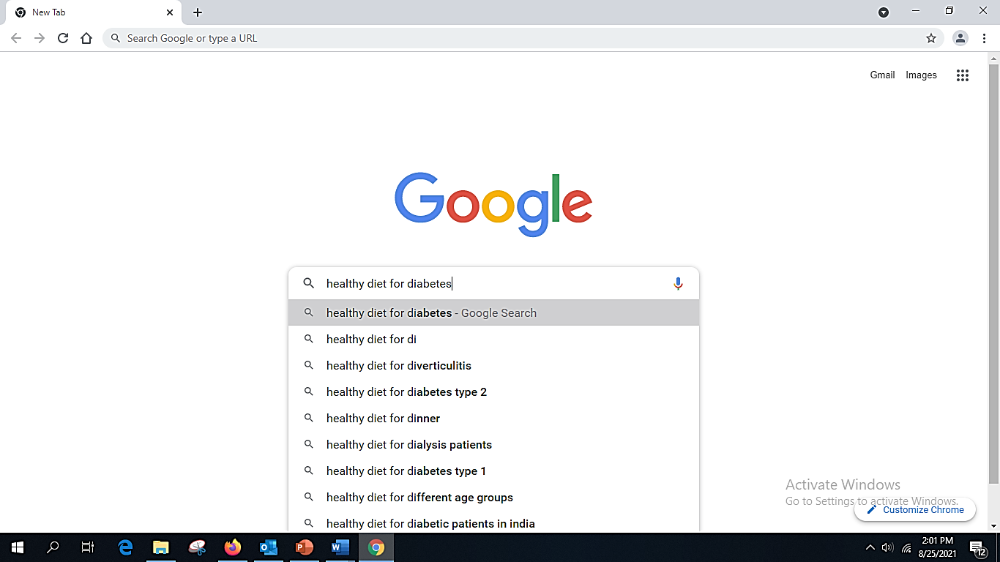 New Tab
Search Google or type a URL
Gmail Images
Google
healthy diet for diabetes
healthy diet for diabetes - Google Search
healthy diet for di
healthy diet for diverticulitis
healthy diet for diabetes type 2
healthy diet for dinner
healthy diet for dialysis patients
healthy diet for diabetes type 1
healthy diet for different age groups
healthy diet for diabetic patients in india
Activate Windows
Go to Settings to activate Windows.
Customize Chrome
2:01 PM
8/25/2021
12